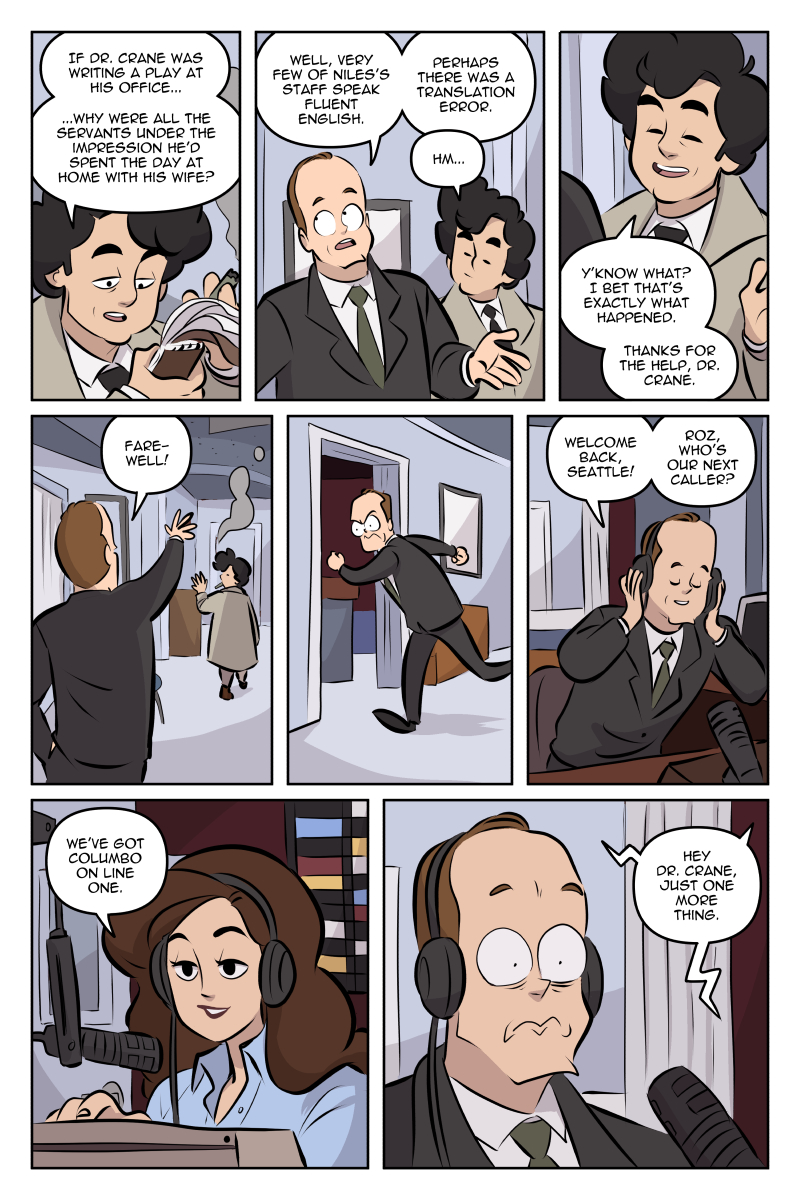 IF DR. CRANE WAS
WRITING A PLAY AT
HIS OFFICE...
...WHY WERE ALL THE
SERVANTS UNDER THE
IMPRESSION HE'D
SPENT THE DAY AT
HOME WITH HIS WIFE?
WELL, VERY
FEW OF NILES'S
STAFF SPEAK
FLUENT
ENGLISH.
PERHAPS
THERE WAS A
TRANSLATION
ERROR.
HM...
Y'KNOW WHAT?
I BET THAT'S
EXACTLY WHAT
HAPPENED.
THANKS FOR
THE HELP, DR.
CRANE.
FARE-
WELL!
WELCOME
BACK,
SEATTLE!
ROZ,
WHO'S
OUR NEXT
CALLER?
WE'VE GOT
COLUMBO
ON LINE
ONE.
HEY
DR. CRANE,
JUST ONE
MORE
THING.